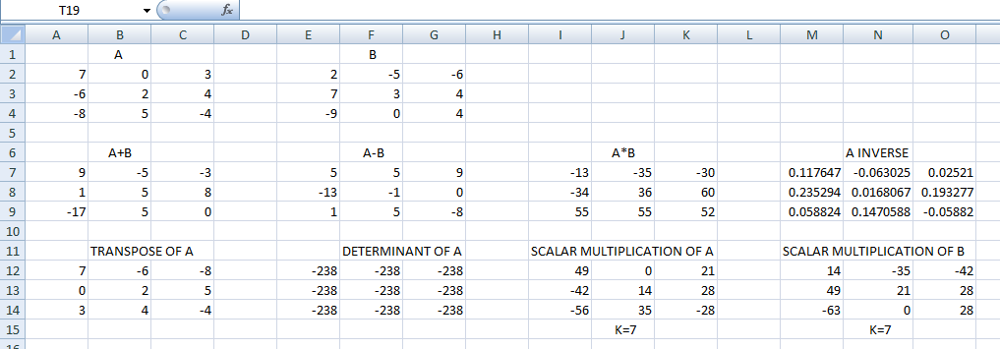 T19 fx
A B C D E F G H I J K L M N O
1 A B
2 7 0 3 2 -5 -6
3 -6 2 4 7 3 4
4 -8 5 -4 -9 0 4
5
6 A+B A-B A*B A INVERSE
7 9 -5 -3 5 5 9 -13 -35 -30 0.117647 -0.063025 0.02521
8 1 5 8 -13 -1 0 -34 36 60 0.235294 0.0168067 0.193277
9 -17 5 0 1 5 -8 55 55 52 0.058824 0.1470588 -0.05882
10
11 TRANSPOSE OF A DETERMINANT OF A SCALAR MULTIPLICATION OF A SCALAR MULTIPLICATION OF B
12 7 -6 -8 -238 -238 -238 49 0 21 14 -35 -42
13 0 2 5 -238 -238 -238 -42 14 28 49 21 28
14 3 4 -4 -238 -238 -238 -56 35 -28 -63 0 28
15 K=7 K=7
16